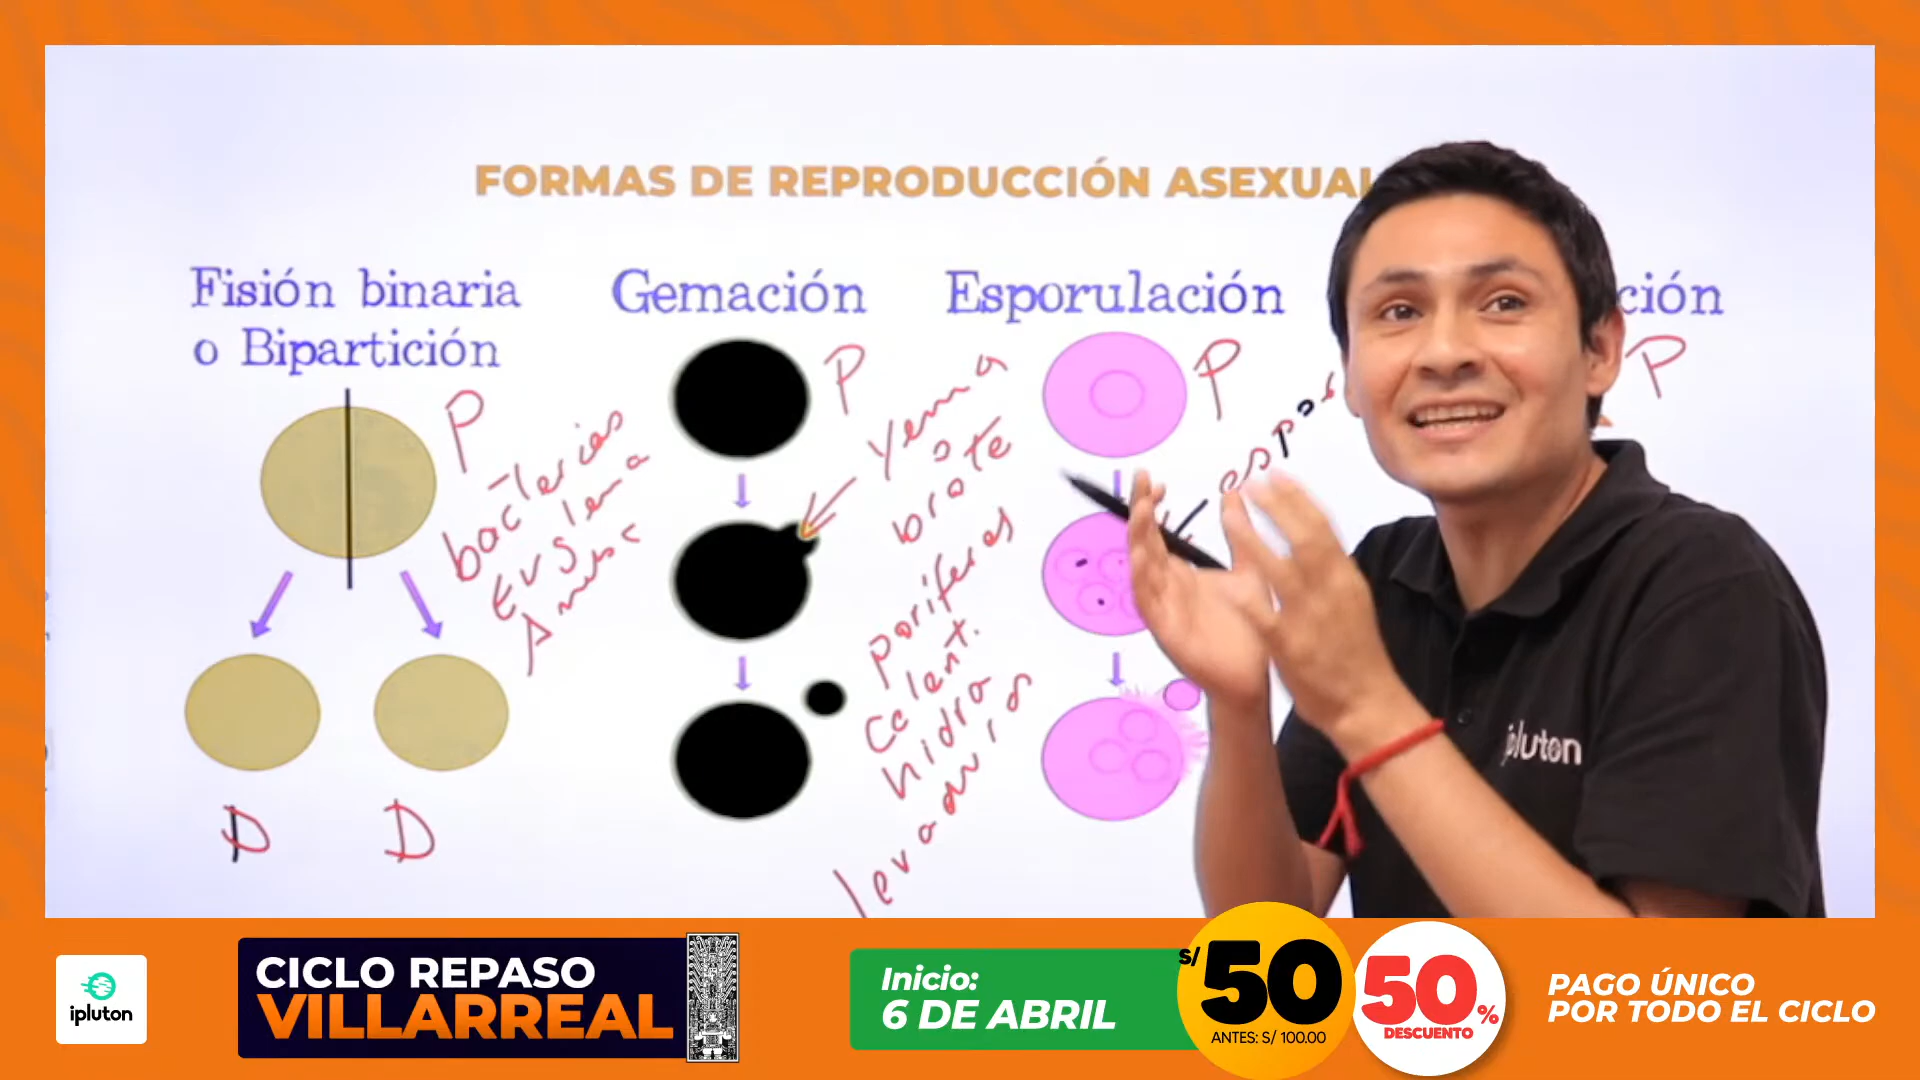 FORMAS DE REPRODUCCIÓN ASEXUAL
Fisión binaria
o Bipartición
P
bacterias
Euglena
D
D
Gemación
P
Yema
o
brote
poríferos
Celent.
hidra
levaduras
Esporulación
P
espor
ción
P
ipluton
ipluton
CICLO REPASO
VILLARREAL
Inicio:
6 DE ABRIL
S/ 50
ANTES: S/ 100.00
50%
DESCUENTO
PAGO ÚNICO
POR TODO EL CICLO